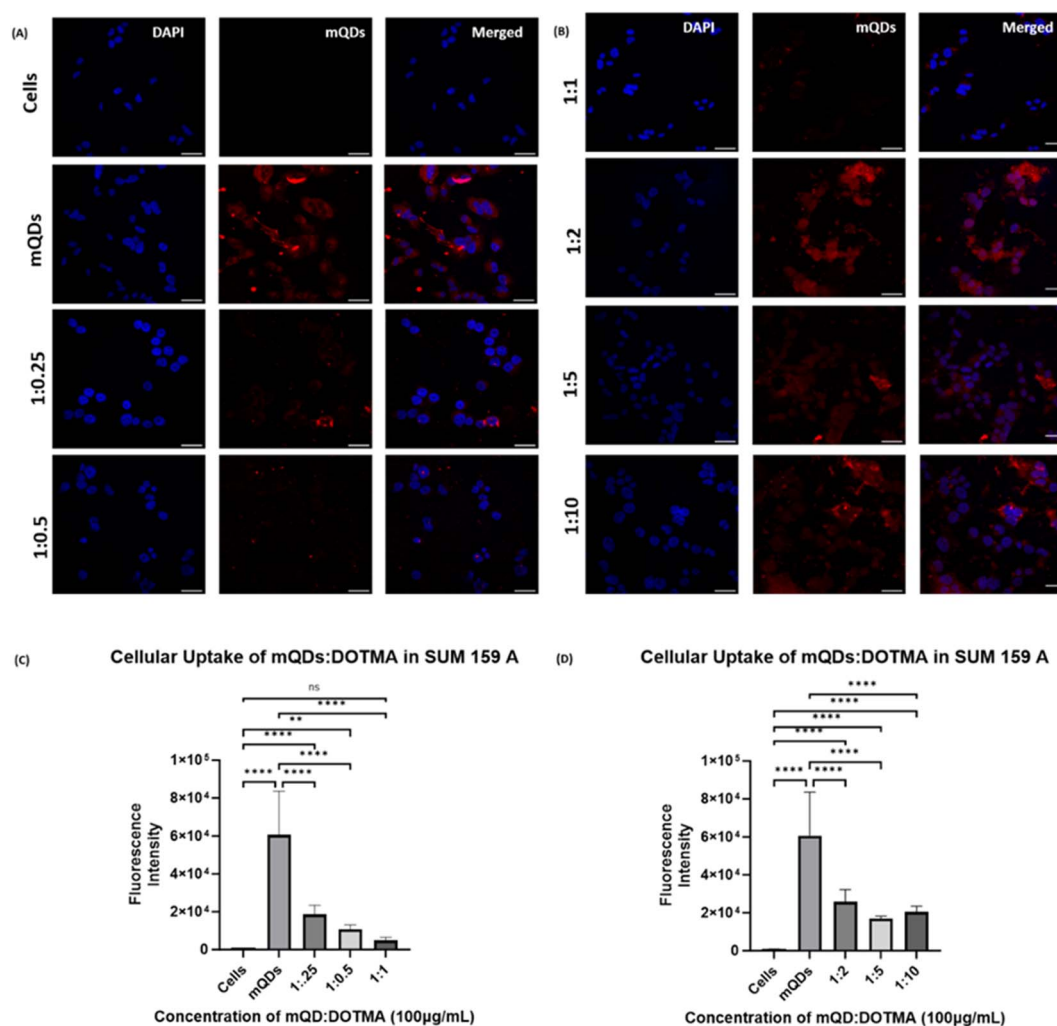 (A)
DAPI mQDs Merged
Cells
mQDs
1:0.25
1:0.5
(B)
DAPI mQDs Merged
1:1
1:2
1:5
1:10
(C)
Cellular Uptake of mQDs:DOTMA in SUM 159 A
ns
****
**
****
****
**** ****
1×10⁵
8×10⁴
6×10⁴
4×10⁴
2×10⁴
0
Fluorescence
Intensity
Cells mQDs 1:.25 1:0.5 1:1
Concentration of mQD:DOTMA (100µg/mL)
(D)
Cellular Uptake of mQDs:DOTMA in SUM 159 A
****
****
****
****
****
**** ****
1×10⁵
8×10⁴
6×10⁴
4×10⁴
2×10⁴
0
Fluorescence
Intensity
Cells mQDs 1:2 1:5 1:10
Concentration of mQD:DOTMA (100µg/mL)